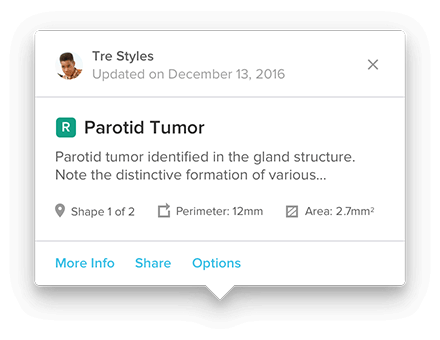 Tre Styles
Updated on December 13, 2016
R Parotid Tumor
Parotid tumor identified in the gland structure.
Note the distinctive formation of various...
Shape 1 of 2 Perimeter: 12mm Area: 2.7mm²
More Info Share Options